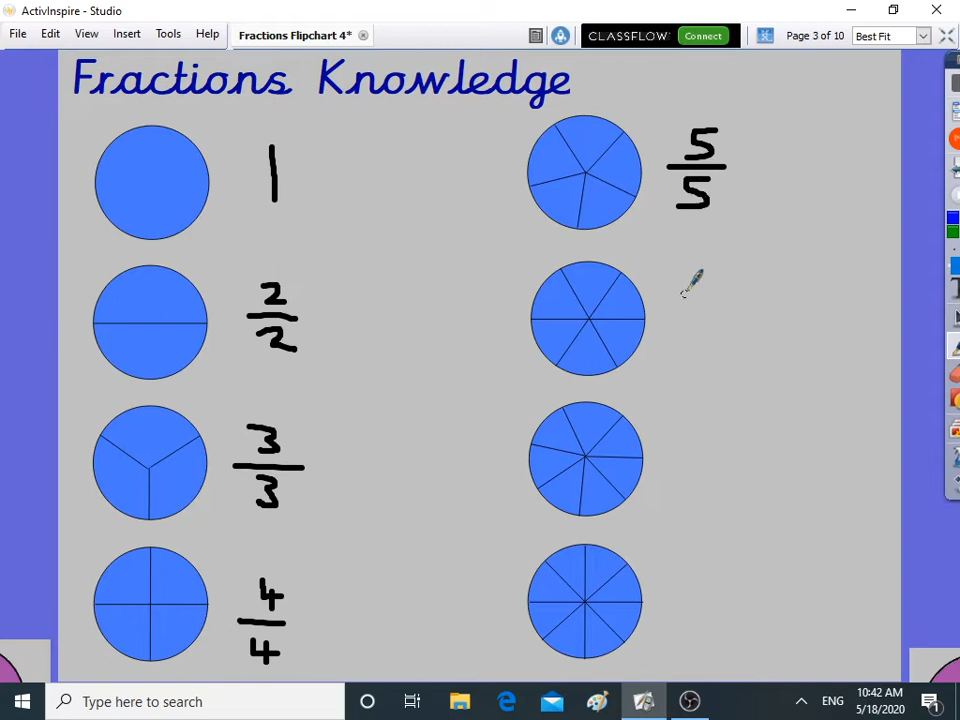 ActivInspire - Studio
File Edit View Insert Tools Help Fractions Flipchart 4* CLASSFLOW Connect Page 3 of 10 Best Fit
Fractions Knowledge
1
2
2
3
3
4
4
5
5
Type here to search
ENG
10:42 AM
5/18/2020
1